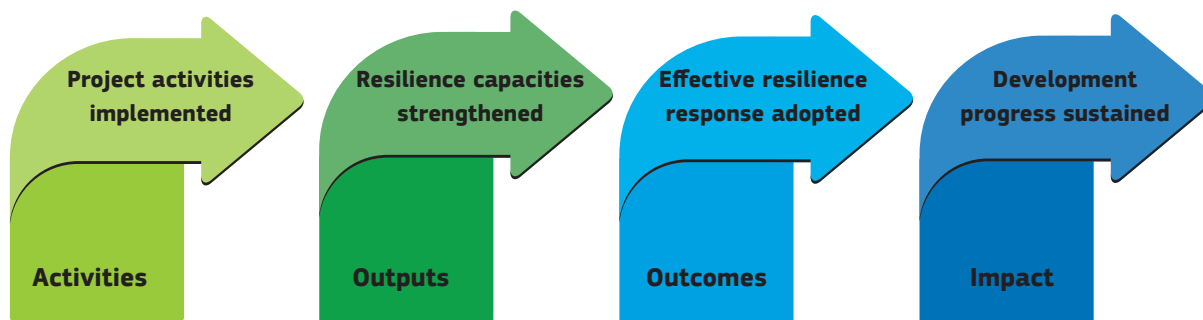 Project activities
implemented
Resilience capacities
strengthened
Effective resilience
response adopted
Development
progress sustained
Activities
Outputs
Outcomes
Impact